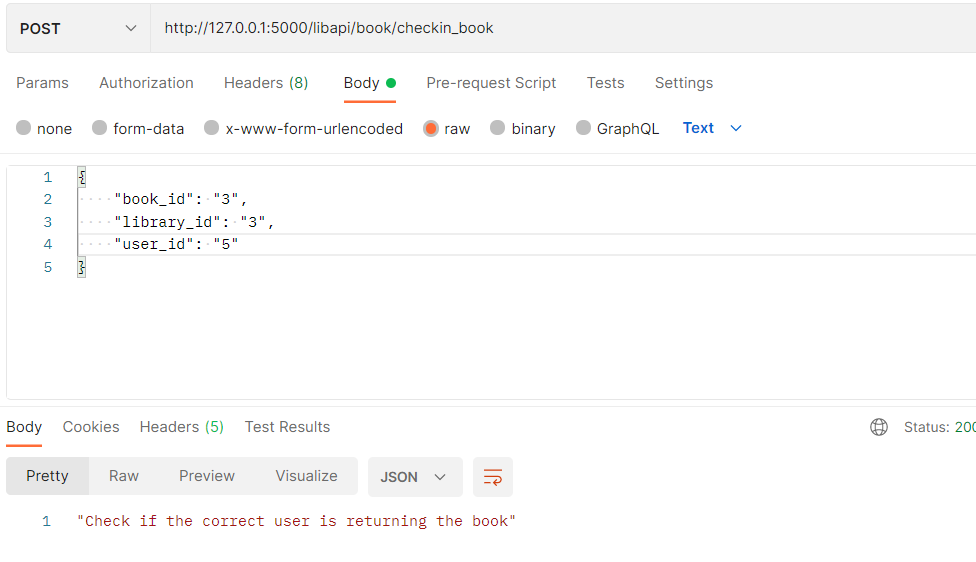 POST http://127.0.0.1:5000/libapi/book/checkin_book
Params Authorization Headers (8) Body Pre-request Script Tests Settings
none form-data x-www-form-urlencoded raw binary GraphQL Text
1 {
2 "book_id": "3",
3 "library_id": "3",
4 "user_id": "5"
5 }
Body Cookies Headers (5) Test Results Status: 200
Pretty Raw Preview Visualize JSON
1 "Check if the correct user is returning the book"